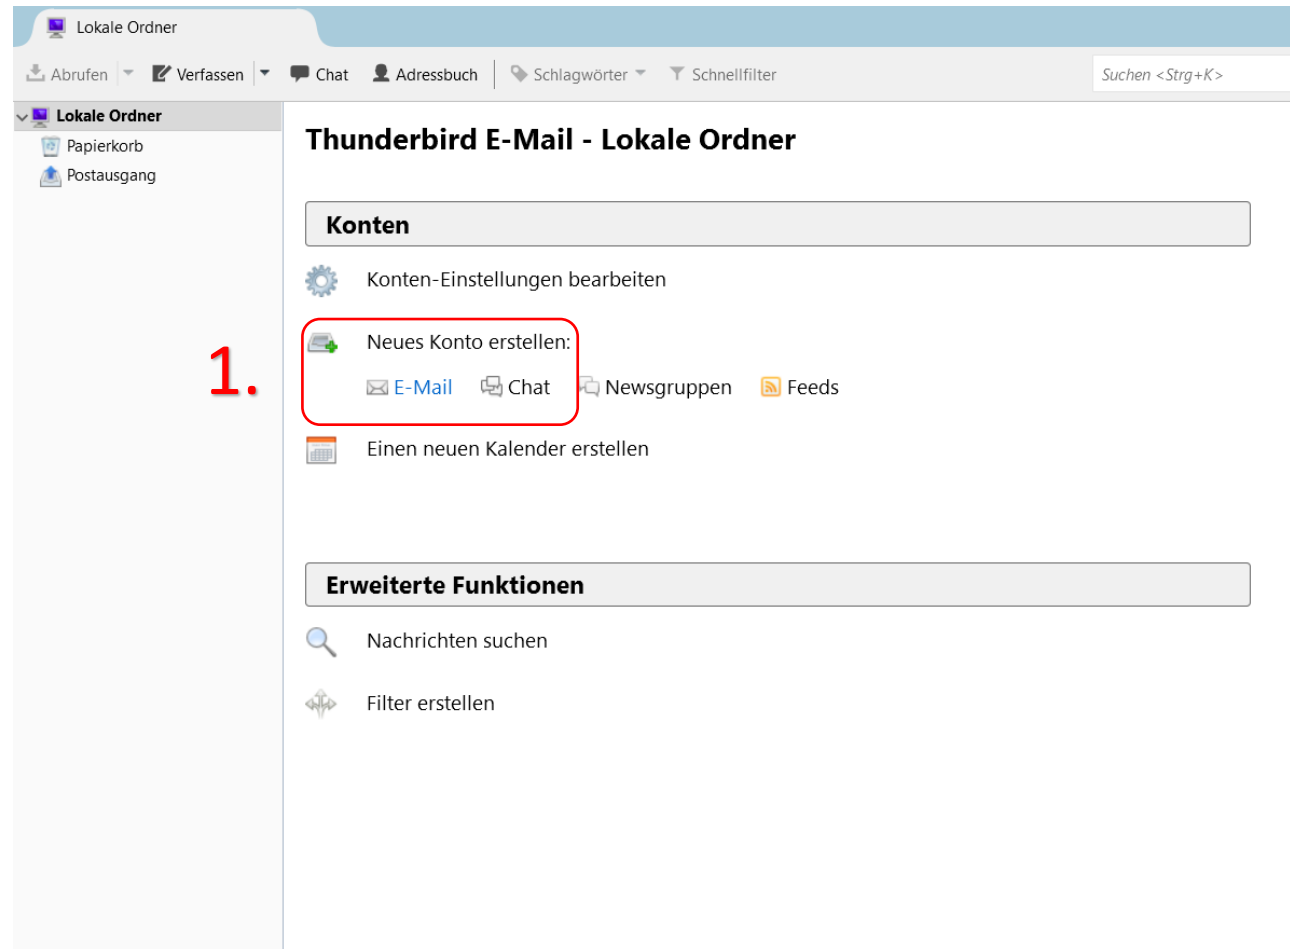 Lokale Ordner
Abrufen Verfassen Chat Adressbuch Schlagwörter Schnellfilter Suchen <Strg+K>
Lokale Ordner
Papierkorb
Postausgang
Thunderbird E-Mail - Lokale Ordner
Konten
Konten-Einstellungen bearbeiten
1.
Neues Konto erstellen:
E-Mail Chat Newsgruppen Feeds
Einen neuen Kalender erstellen
Erweiterte Funktionen
Nachrichten suchen
Filter erstellen